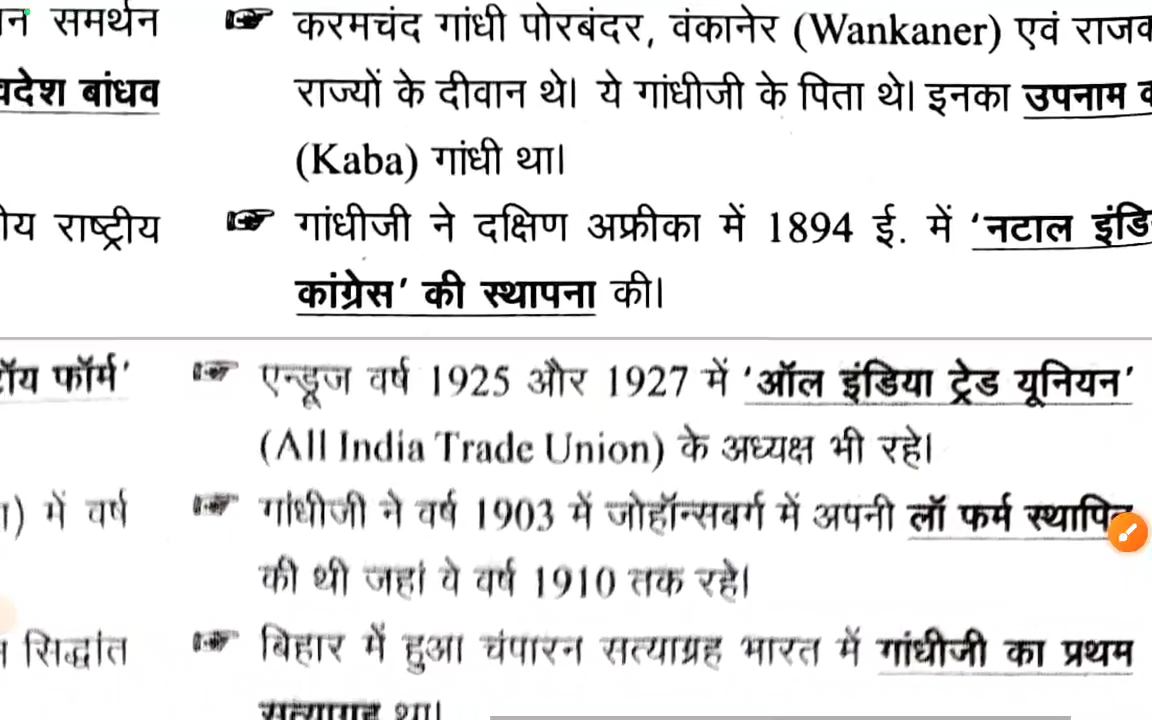 न समर्थन
वदेश बांधव
ोय राष्ट्रीय
☞ करमचंद गांधी पोरबंदर, वंकानेर (Wankaner) एवं
राज्यों के दीवान थे। ये गांधीजी के पिता थे। इनका उपनाम
(Kaba) गांधी था।
☞ गांधीजी ने दक्षिण अफ्रीका में 1894 ई. में ‘नटाल
कांग्रेस’ की स्थापना की।
ॉय फॉर्म’
) में वर्ष
सिद्धांत
☞ एन्ड्रूज वर्ष 1925 और 1927 में ‘ऑल इंडिया ट्रेड यूनियन’
(All India Trade Union) के अध्यक्ष भी रहे।
☞ गांधीजी ने वर्ष 1903 में जोहॉन्सबर्ग में अपनी लॉ फर्म स्थापित
की थी जहां वे वर्ष 1910 तक रहे।
☞ बिहार में हुआ चंपारन सत्याग्रह भारत में गांधीजी का प्रथम
सत्याग्रह था।